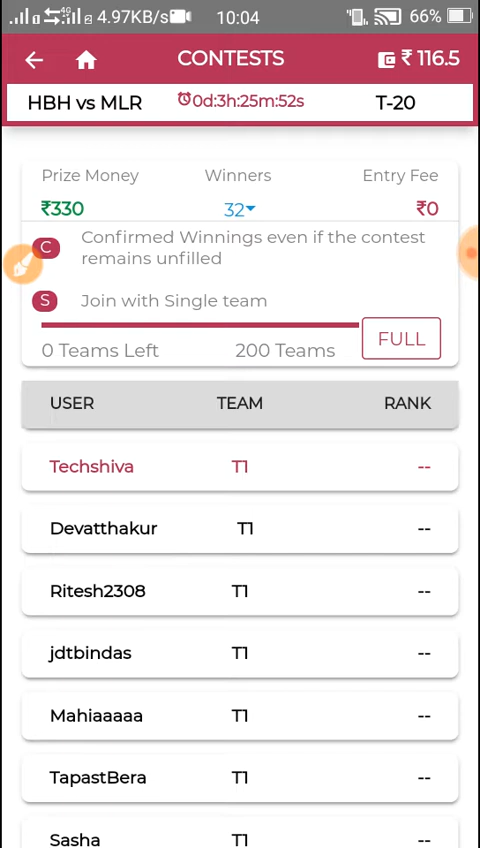 4G 4.97KB/s 10:04 66%
CONTESTS ₹ 116.5
HBH vs MLR 0d:3h:25m:52s T-20
Prize Money Winners Entry Fee
₹330 32 ₹0
C Confirmed Winnings even if the contest
remains unfilled
S Join with Single team
0 Teams Left 200 Teams FULL
USER TEAM RANK
Techshiva T1 --
Devatthakur T1 --
Ritesh2308 T1 --
jdtbindas T1 --
Mahiaaaaa T1 --
TapastBera T1 --
Sasha T1 --